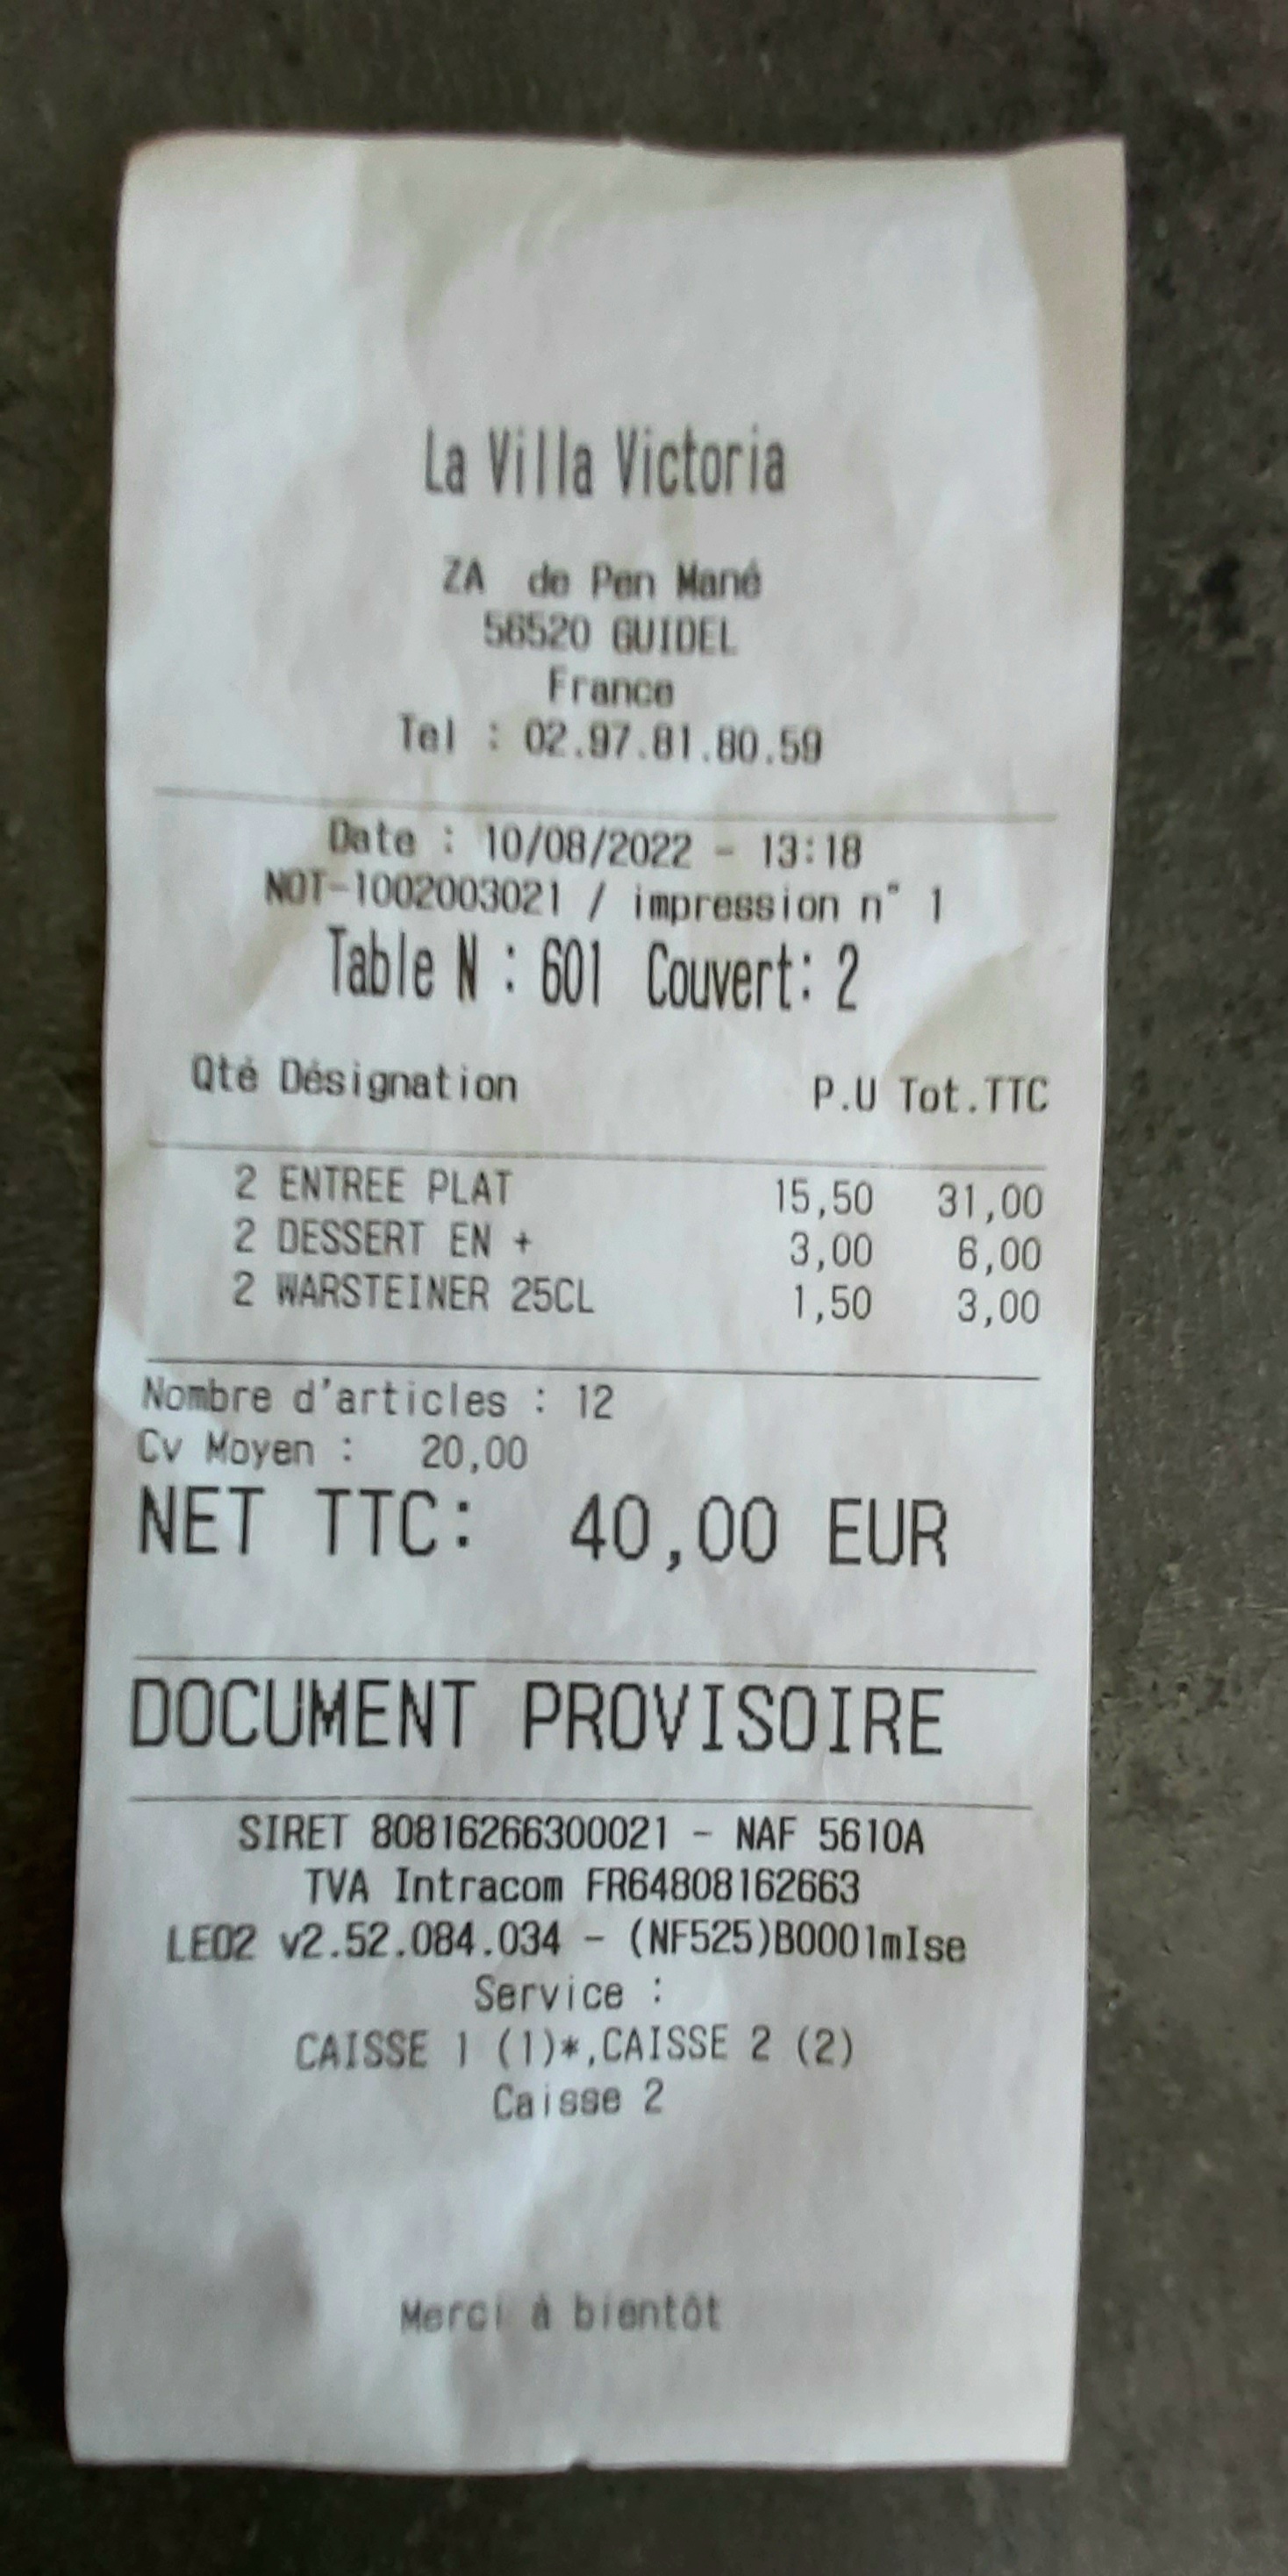 La Villa Victoria
ZA de Pen Mané
56520 GUIDEL
France
Tel : 02.97.81.80.59
Date : 10/08/2022 - 13:18
NOT-1002003021 / impression n° 1
Table N : 601 Couvert: 2
Qté Désignation P.U Tot.TTC
2 ENTREE PLAT 15,50 31,00
2 DESSERT EN + 3,00 6,00
2 WARSTEINER 25CL 1,50 3,00
Nombre d'articles : 12
Cv Moyen : 20,00
NET TTC: 40,00 EUR
DOCUMENT PROVISOIRE
SIRET 80816266300021 - NAF 5610A
TVA Intracom FR64808162663
LEO2 v2.52.084.034 - (NF525)B0001mIse
Service :
CAISSE 1 (1)*,CAISSE 2 (2)
Caisse 2
Merci à bientôt